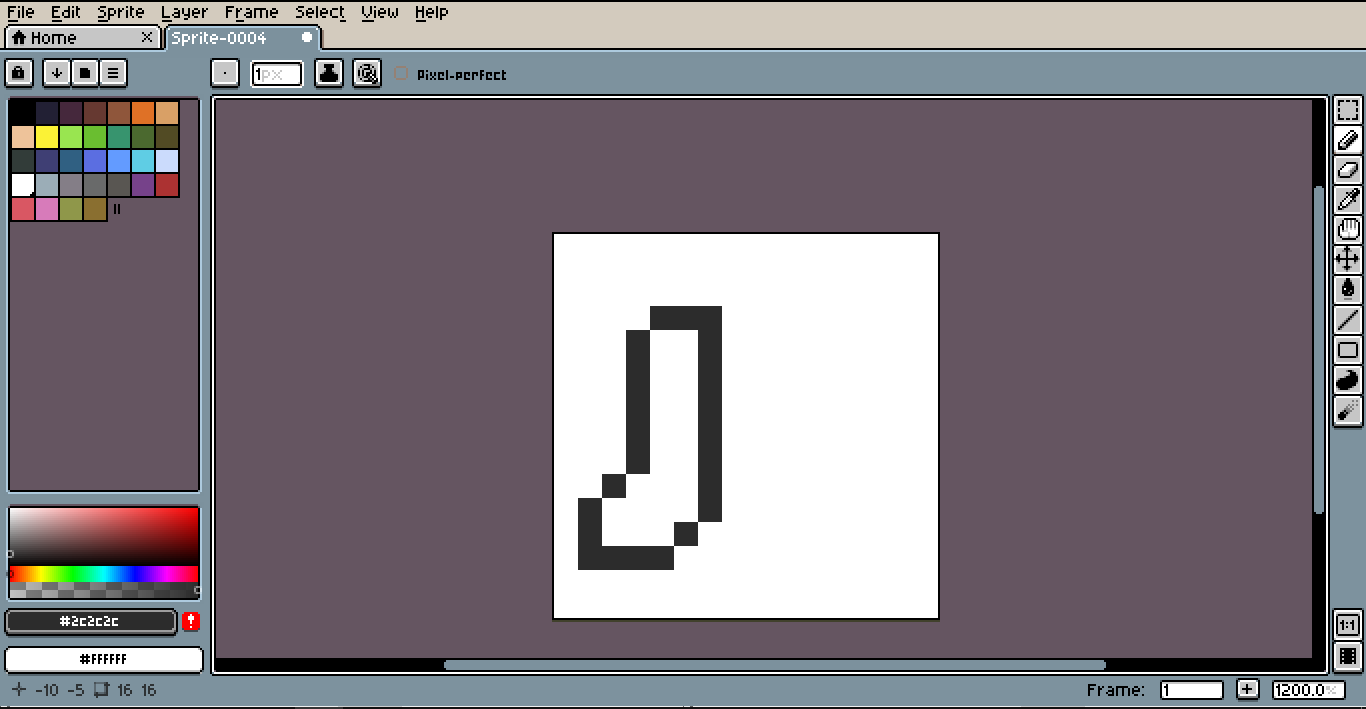 File Edit Sprite Layer Frame Select View Help
Home Sprite-0004
1px Pixel-perfect
#2c2c2c
#FFFFFF
1:1
-10 -5 16 16 Frame: 1 1200.0%